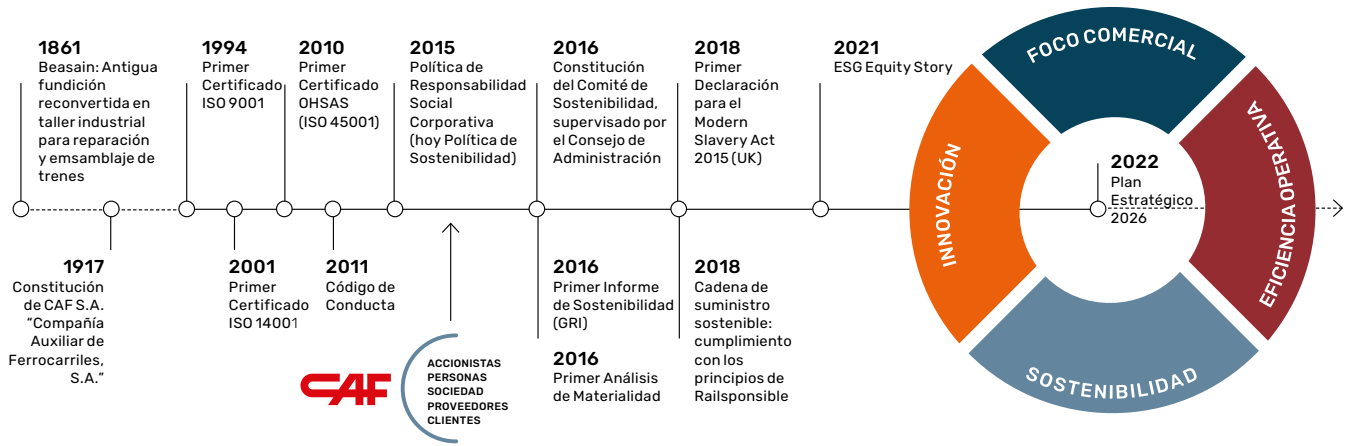 1861
Beasain: Antigua
fundición
reconvertida en
taller industrial
para reparación
y emsamblaje de
trenes
1994
Primer
Certificado
ISO 9001
2010
Primer
Certificado
OHSAS
(ISO 45001)
2015
Política de
Responsabilidad
Social
Corporativa
(hoy Política de
Sostenibilidad)
2016
Constitución
del Comité de
Sostenibilidad,
supervisado por
el Consejo de
Administración
2018
Primer
Declaración
para el
Modern
Slavery Act
2015 (UK)
2021
ESG Equity Story
FOCO COMERCIAL
INNOVACIÓN
EFICIENCIA OPERATIVA
SOSTENIBILIDAD
2022
Plan
Estratégico
2026
1917
Constitución
de CAF S.A.
“Compañía
Auxiliar de
Ferrocarriles,
S.A.”
2001
Primer
Certificado
ISO 14001
2011
Código de
Conducta
CAF
ACCIONISTAS
PERSONAS
SOCIEDAD
PROVEEDORES
CLIENTES
2016
Primer Informe
de Sostenibilidad
(GRI)
2016
Primer Análisis
de Materialidad
2018
Cadena de
suministro
sostenible:
cumplimiento
con los
principios de
Railsponsible